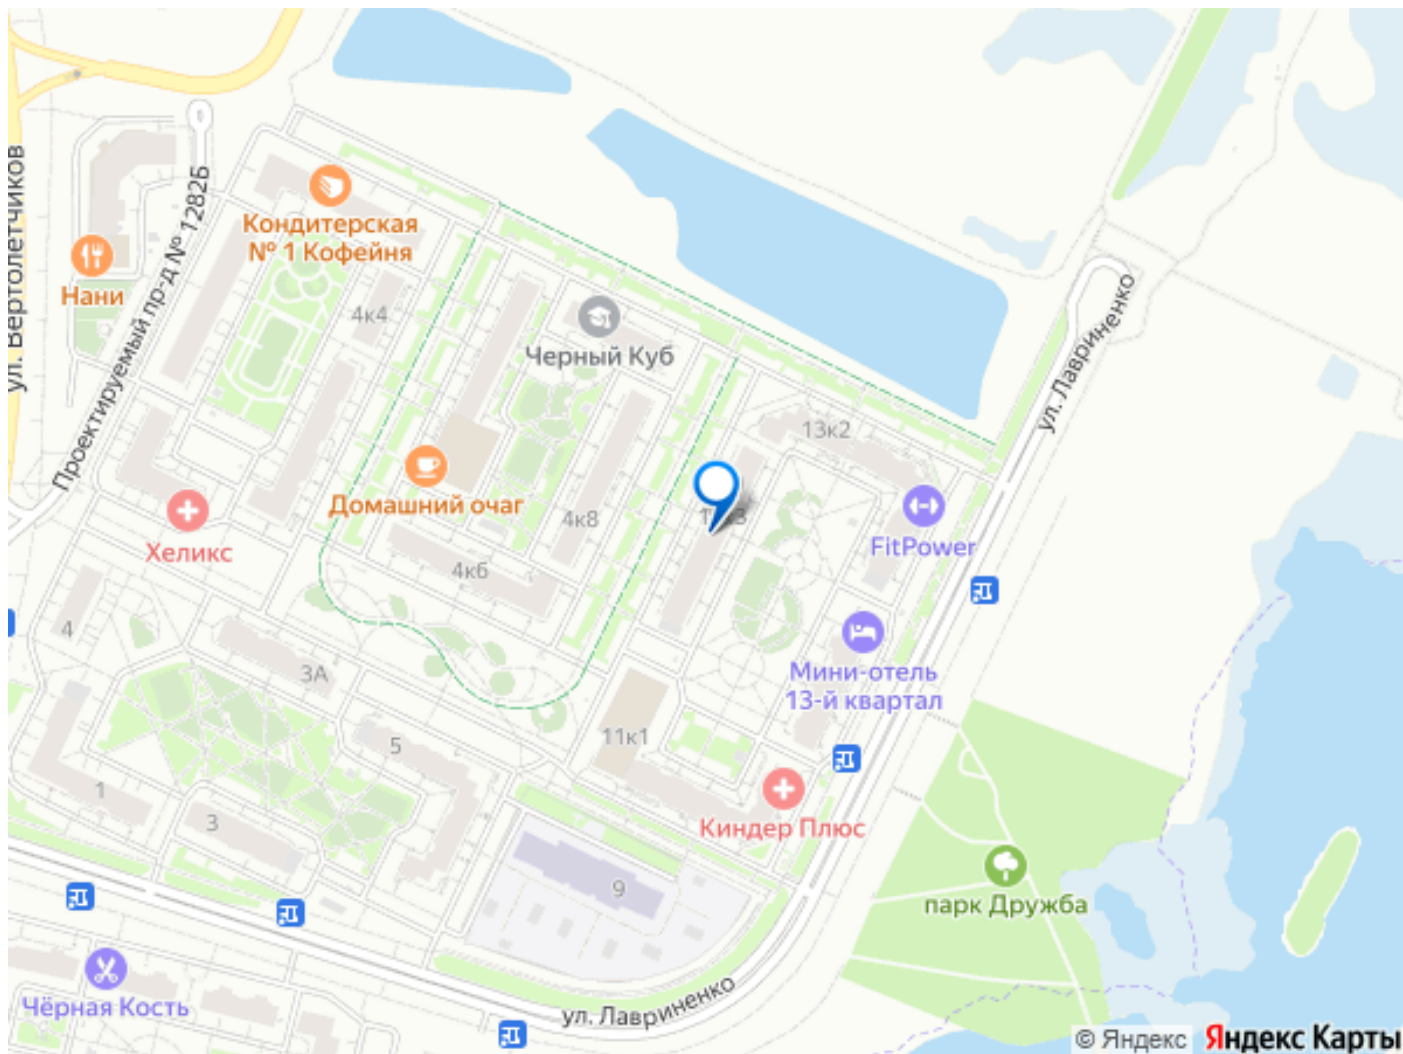 ул. Вертолетчиков
Проектируемый пр-д № 1282Б
Кондитерская
№ 1 Кофейня
Нани
4к4
Черный Куб
ул. Лавриненко
13к2
Домашний очаг
4к8
FitPower
Хеликс
4к6
4
3А
Мини-отель
13-й квартал
11к1
5
1
3
Киндер Плюс
9
парк Дружба
Чёрная Кость
ул. Лавриненко
© Яндекс Яндекс Карты